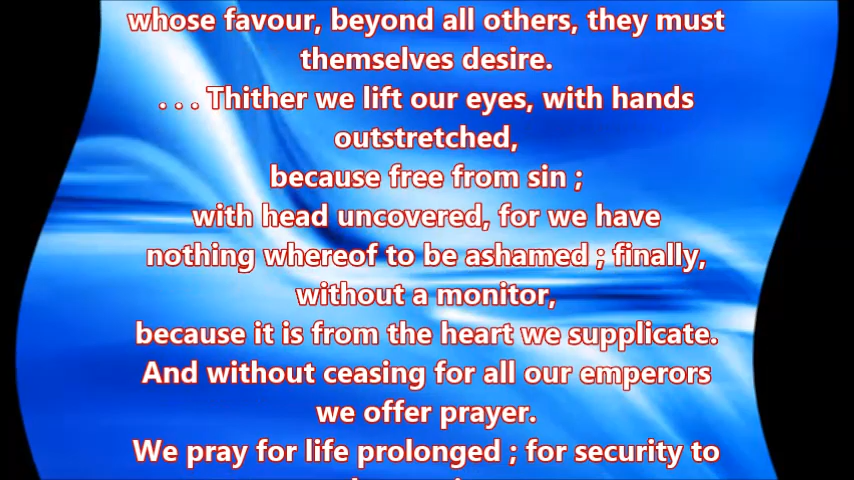 whose favour, beyond all others, they must
themselves desire.
. . . Thither we lift our eyes, with hands
outstretched,
because free from sin ;
with head uncovered, for we have
nothing whereof to be ashamed ; finally,
without a monitor,
because it is from the heart we supplicate.
And without ceasing for all our emperors
we offer prayer.
We pray for life prolonged ; for security to